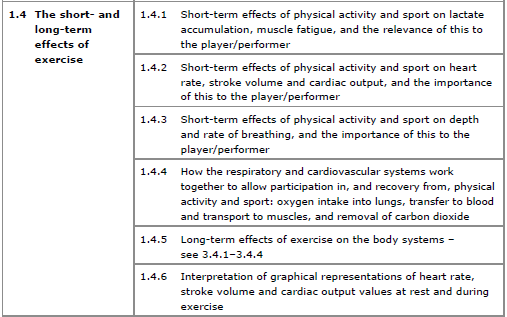 1.4 The short- and
long-term
effects of
exercise
1.4.1 Short-term effects of physical activity and sport on lactate
accumulation, muscle fatigue, and the relevance of this to
the player/performer
1.4.2 Short-term effects of physical activity and sport on heart
rate, stroke volume and cardiac output, and the importance
of this to the player/performer
1.4.3 Short-term effects of physical activity and sport on depth
and rate of breathing, and the importance of this to the
player/performer
1.4.4 How the respiratory and cardiovascular systems work
together to allow participation in, and recovery from, physical
activity and sport: oxygen intake into lungs, transfer to blood
and transport to muscles, and removal of carbon dioxide
1.4.5 Long-term effects of exercise on the body systems –
see 3.4.1–3.4.4
1.4.6 Interpretation of graphical representations of heart rate,
stroke volume and cardiac output values at rest and during
exercise